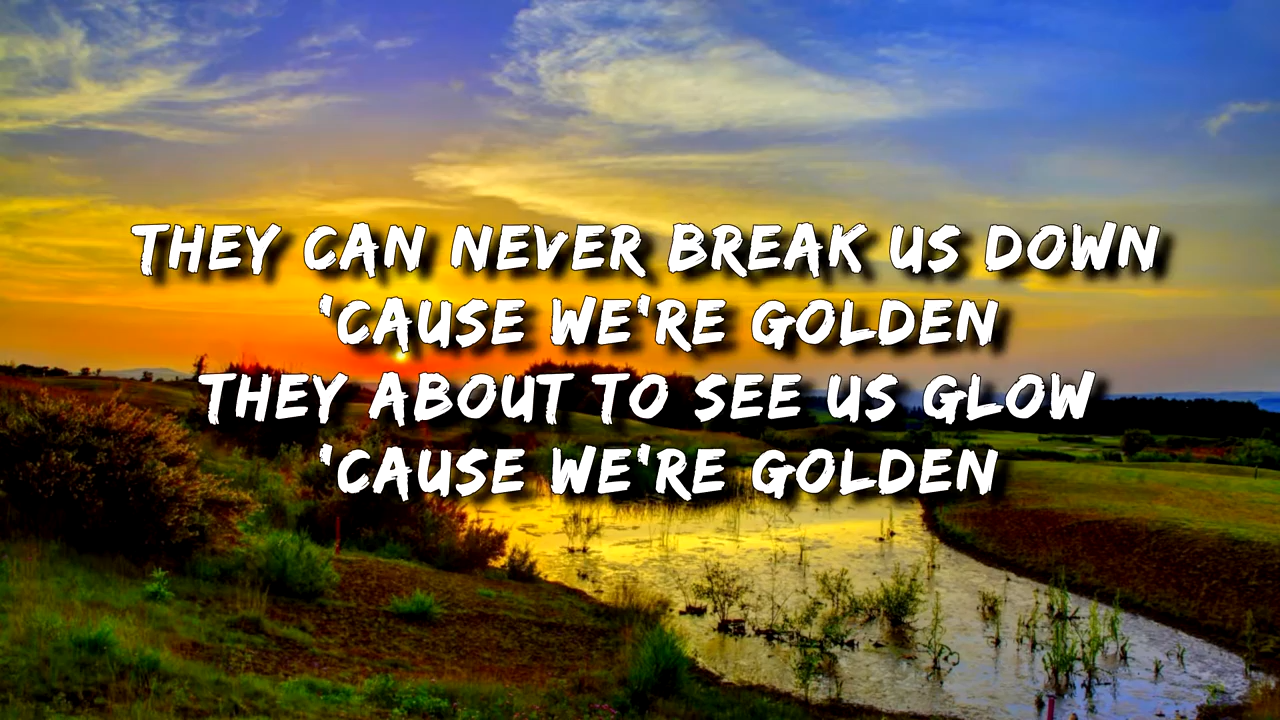 THEY CAN NEVER BREAK US DOWN
'CAUSE WE'RE GOLDEN
THEY ABOUT TO SEE US GLOW
'CAUSE WE'RE GOLDEN